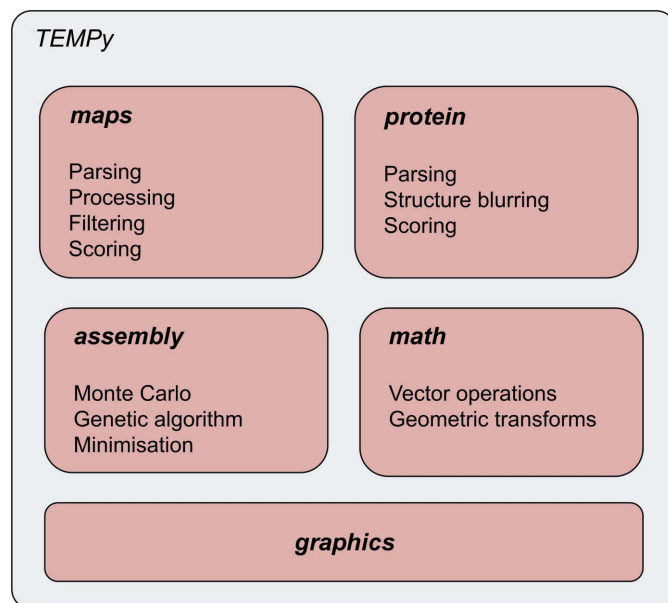 TEMPy
maps
Parsing
Processing
Filtering
Scoring
protein
Parsing
Structure blurring
Scoring
assembly
Monte Carlo
Genetic algorithm
Minimisation
math
Vector operations
Geometric transforms
graphics